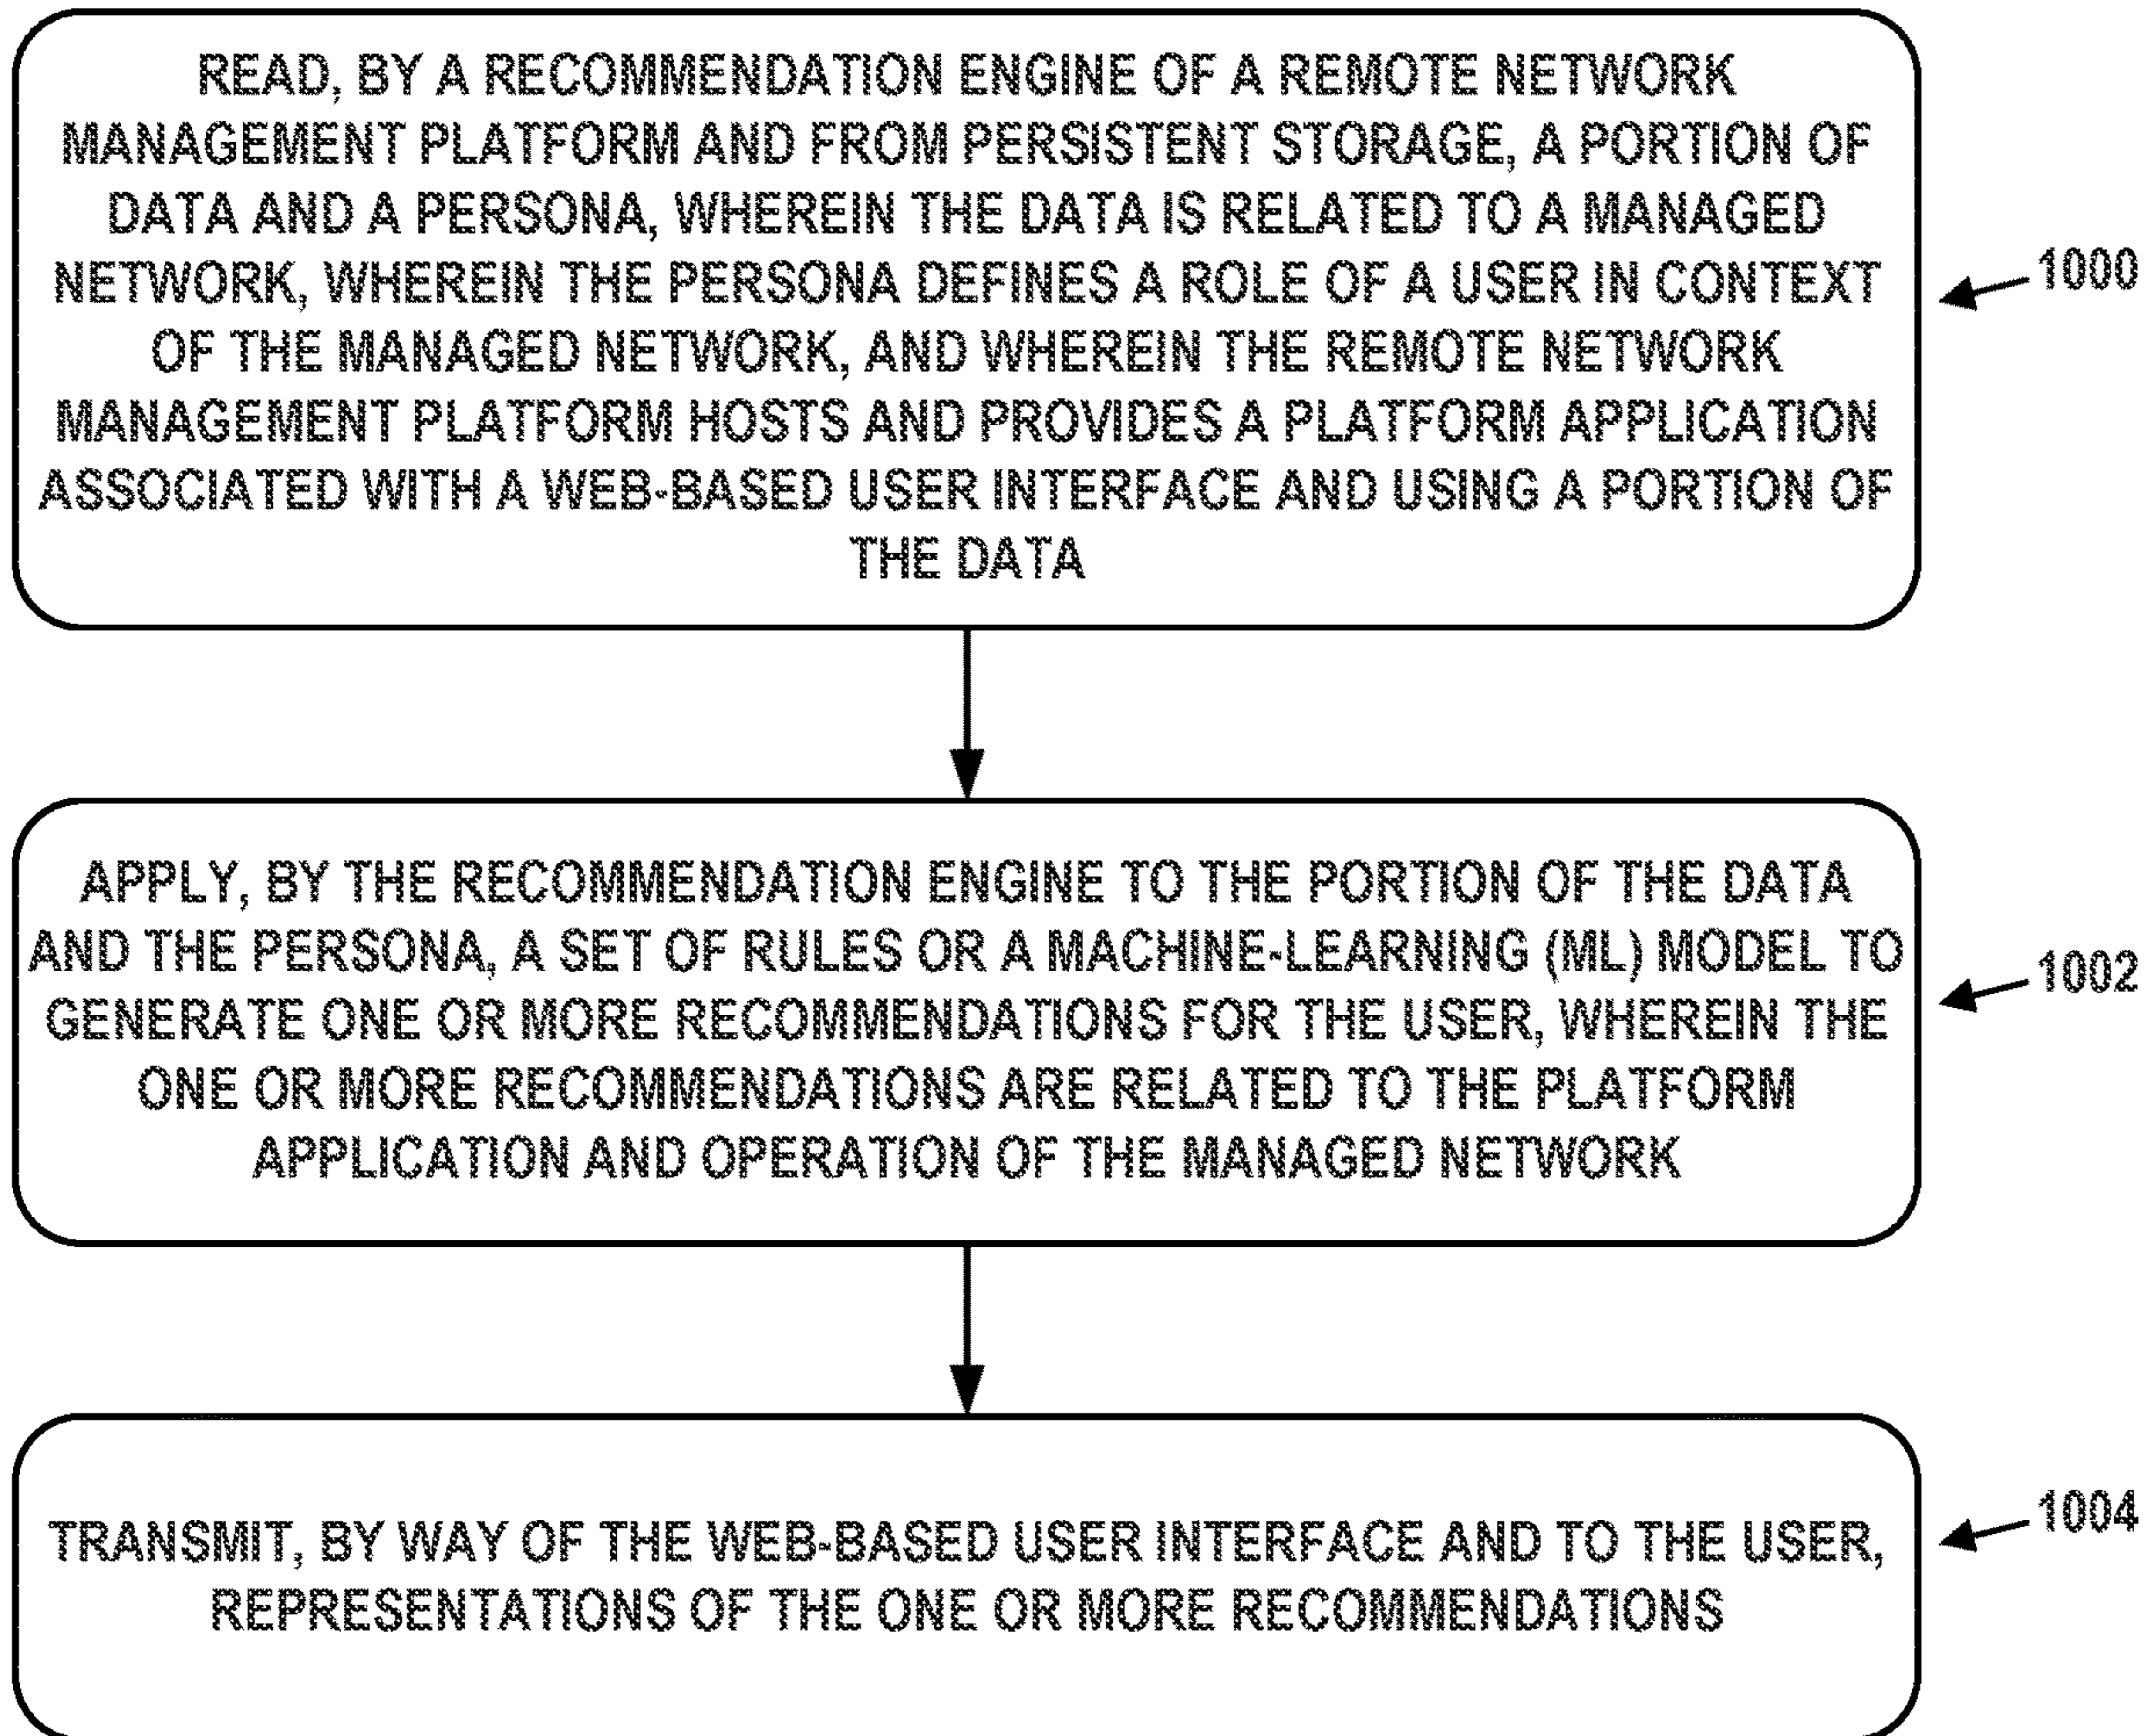 READ, BY A RECOMMENDATION ENGINE OF A REMOTE NETWORK
MANAGEMENT PLATFORM AND FROM PERSISTENT STORAGE, A PORTION OF
DATA AND A PERSONA, WHEREIN THE DATA IS RELATED TO A MANAGED
NETWORK, WHEREIN THE PERSONA DEFINES A ROLE OF A USER IN CONTEXT
OF THE MANAGED NETWORK, AND WHEREIN THE REMOTE NETWORK
MANAGEMENT PLATFORM HOSTS AND PROVIDES A PLATFORM APPLICATION
ASSOCIATED WITH A WEB-BASED USER INTERFACE AND USING A PORTION OF
THE DATA
1000
APPLY, BY THE RECOMMENDATION ENGINE TO THE PORTION OF THE DATA
AND THE PERSONA, A SET OF RULES OR A MACHINE-LEARNING (ML) MODEL TO
GENERATE ONE OR MORE RECOMMENDATIONS FOR THE USER, WHEREIN THE
ONE OR MORE RECOMMENDATIONS ARE RELATED TO THE PLATFORM
APPLICATION AND OPERATION OF THE MANAGED NETWORK
1002
TRANSMIT, BY WAY OF THE WEB-BASED USER INTERFACE AND TO THE USER,
REPRESENTATIONS OF THE ONE OR MORE RECOMMENDATIONS
1004